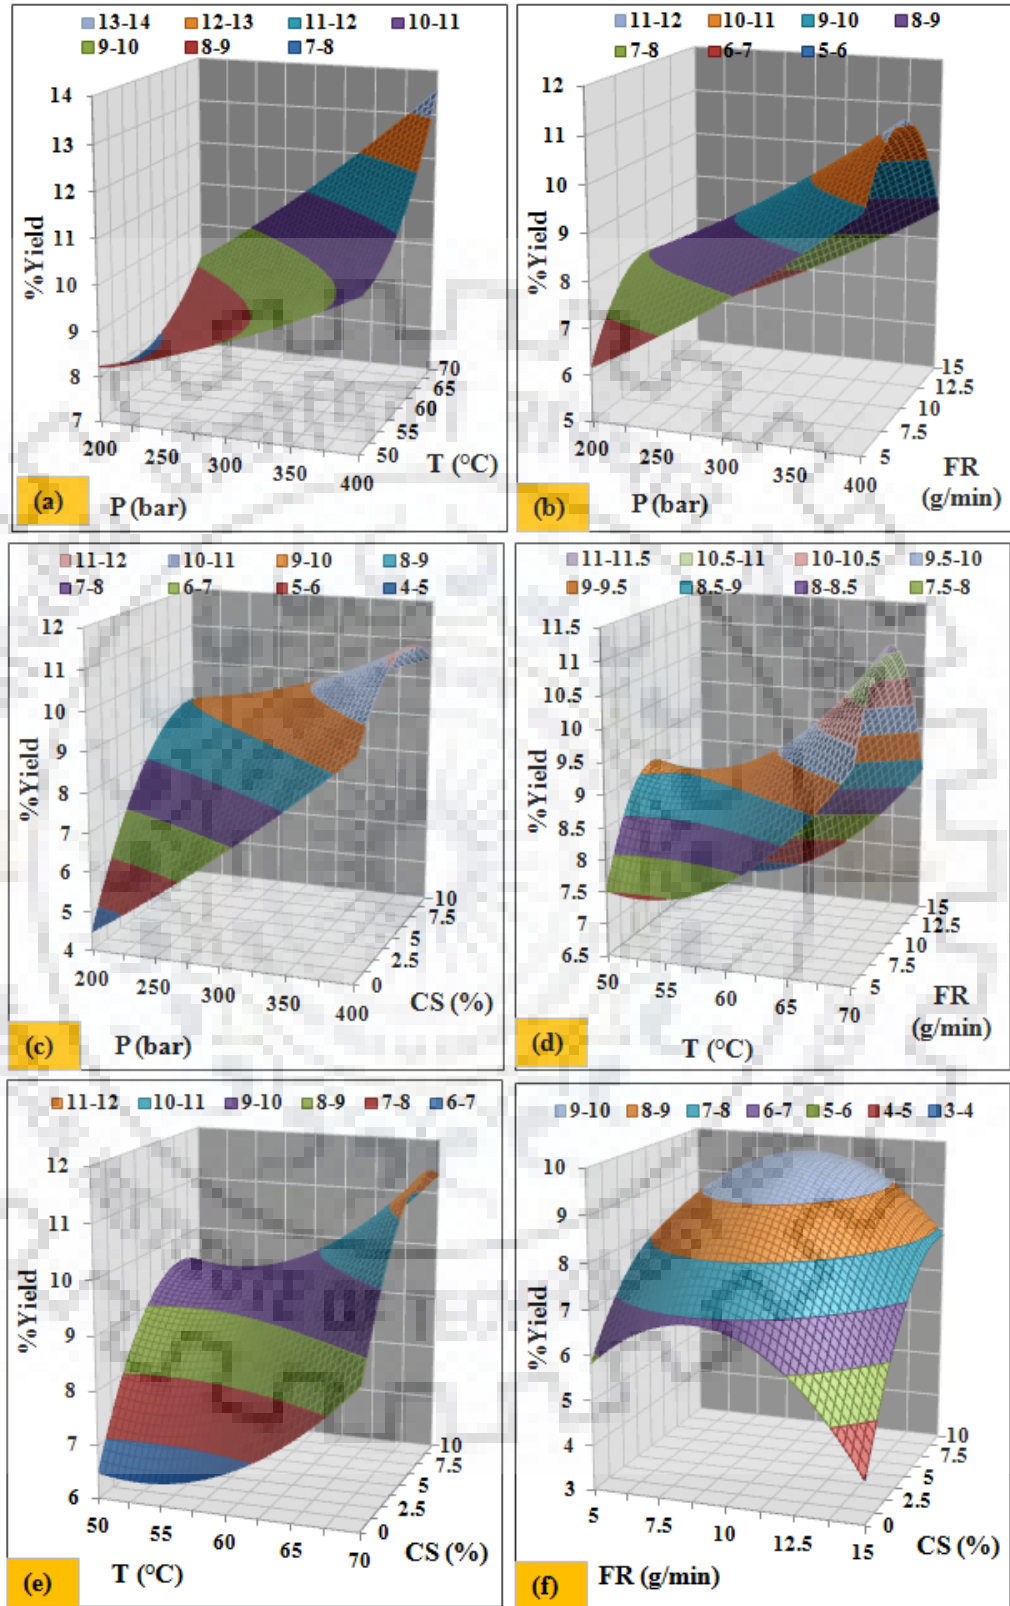 13-14 12-13 11-12 10-11
9-10 8-9 7-8
14
13
12
11
10
9
8
7
%Yield
200 250 300 350 400
P (bar)
50 55 60 65 70
T (°C)
(a)
11-12 10-11 9-10 8-9
7-8 6-7 5-6
12
11
10
9
8
7
6
5
%Yield
200 250 300 350 400
P (bar)
5 7.5 10 12.5 15
FR
(g/min)
(b)
11-12 10-11 9-10 8-9
7-8 6-7 5-6 4-5
12
11
10
9
8
7
6
5
4
%Yield
200 250 300 350 400
P (bar)
0 2.5 5 7.5 10
CS (%)
(c)
11-11.5 10.5-11 10-10.5 9.5-10
9-9.5 8.5-9 8-8.5 7.5-8
11.5
11
10.5
10
9.5
9
8.5
8
7.5
7
6.5
%Yield
50 55 60 65 70
T (°C)
5 7.5 10 12.5 15
FR
(g/min)
(d)
11-12 10-11 9-10 8-9 7-8 6-7
12
11
10
9
8
7
6
%Yield
50 55 60 65 70
T (°C)
0 2.5 5 7.5 10
CS (%)
(e)
9-10 8-9 7-8 6-7 5-6 4-5 3-4
10
9
8
7
6
5
4
3
%Yield
5 7.5 10 12.5 15
FR (g/min)
0 2.5 5 7.5 10
CS (%)
(f)